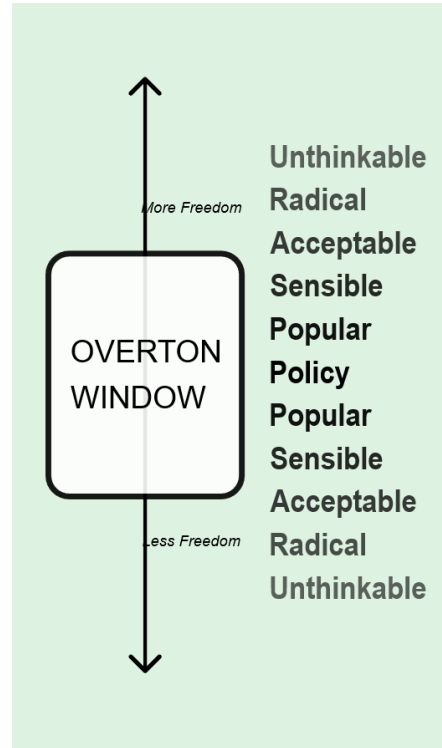 Unthinkable
More Freedom Radical
Acceptable
Sensible
Popular
OVERTON
Policy
WINDOW
Popular
Sensible
Acceptable
Less Freedom Radical
Unthinkable